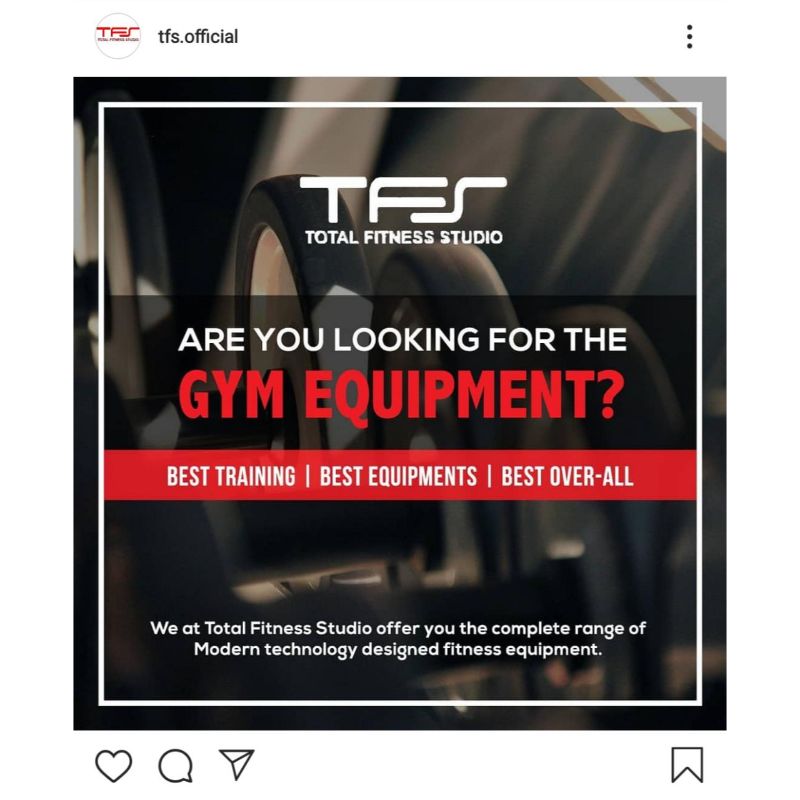 TFS
TOTAL FITNESS STUDIO
tfs.official
TFS
TOTAL FITNESS STUDIO
ARE YOU LOOKING FOR THE
GYM EQUIPMENT?
BEST TRAINING | BEST EQUIPMENTS | BEST OVER-ALL
We at Total Fitness Studio offer you the complete range of
Modern technology designed fitness equipment.